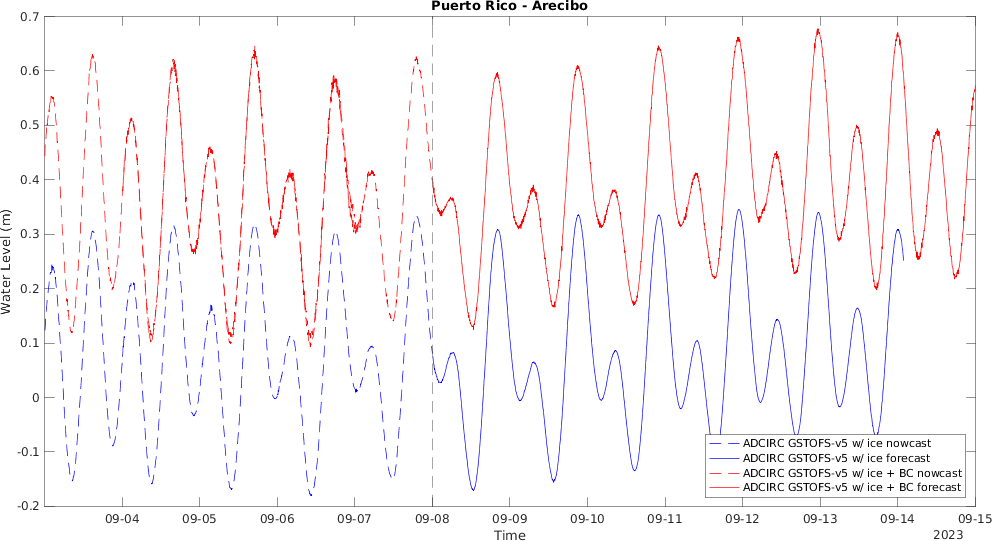 Puerto Rico - Arecibo
0.7
0.6
0.5
0.4
0.3
0.2
0.1
0
-0.1
-0.2
Water Level (m)
ADCIRC GSTOFS-v5 w/ ice nowcast
ADCIRC GSTOFS-v5 w/ ice forecast
ADCIRC GSTOFS-v5 w/ ice + BC nowcast
ADCIRC GSTOFS-v5 w/ ice + BC forecast
09-04 09-05 09-06 09-07 09-08 09-09 09-10 09-11 09-12 09-13 09-14 09-15
Time
2023